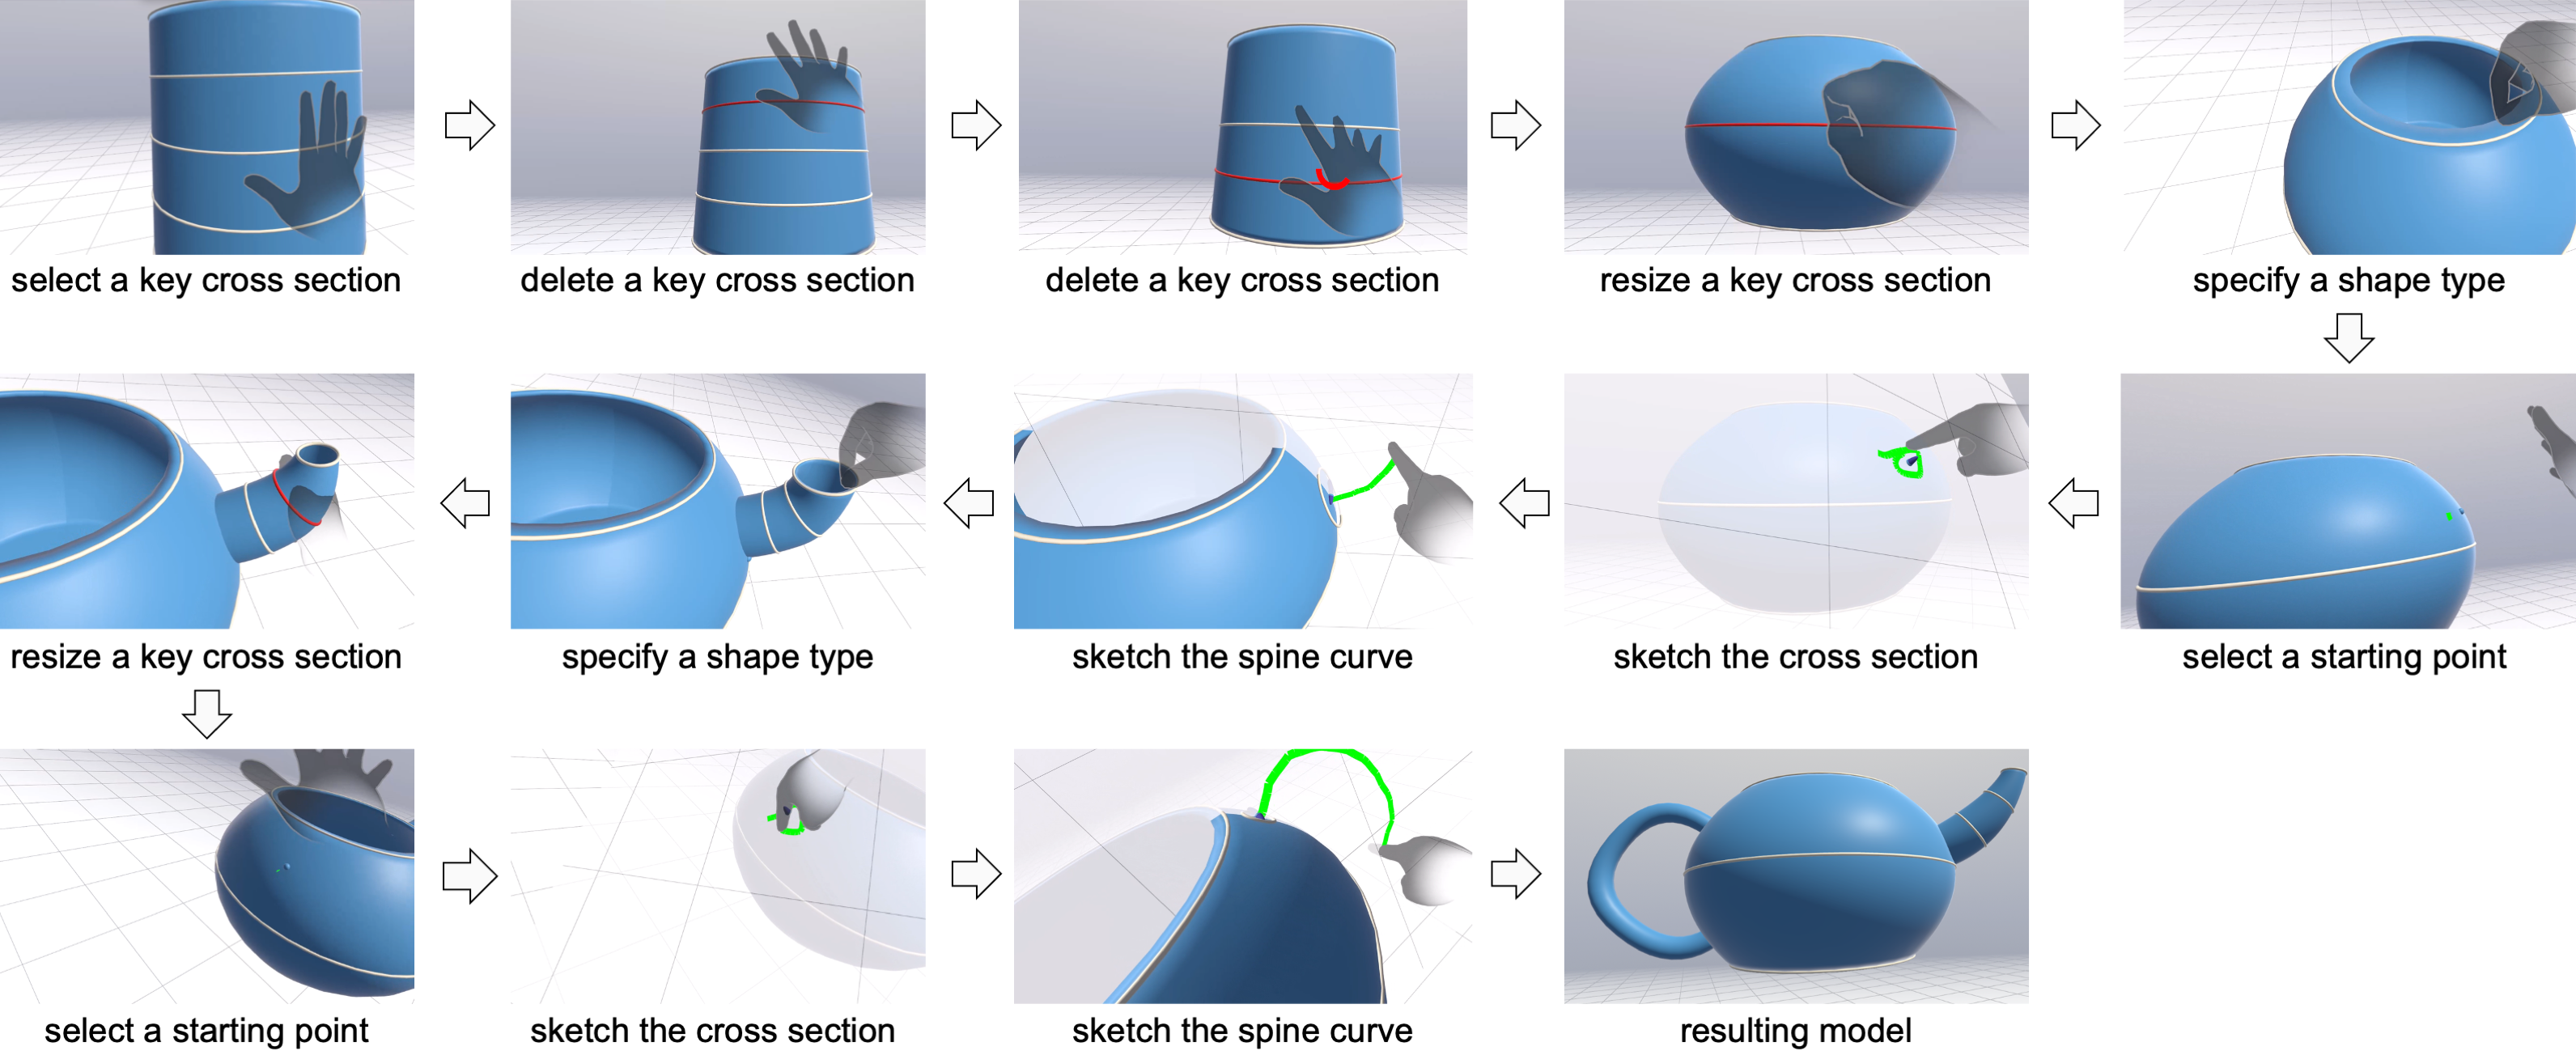 select a key cross section
delete a key cross section
delete a key cross section
resize a key cross section
specify a shape type
select a starting point
sketch the cross section
sketch the spine curve
specify a shape type
resize a key cross section
select a starting point
sketch the cross section
sketch the spine curve
resulting model